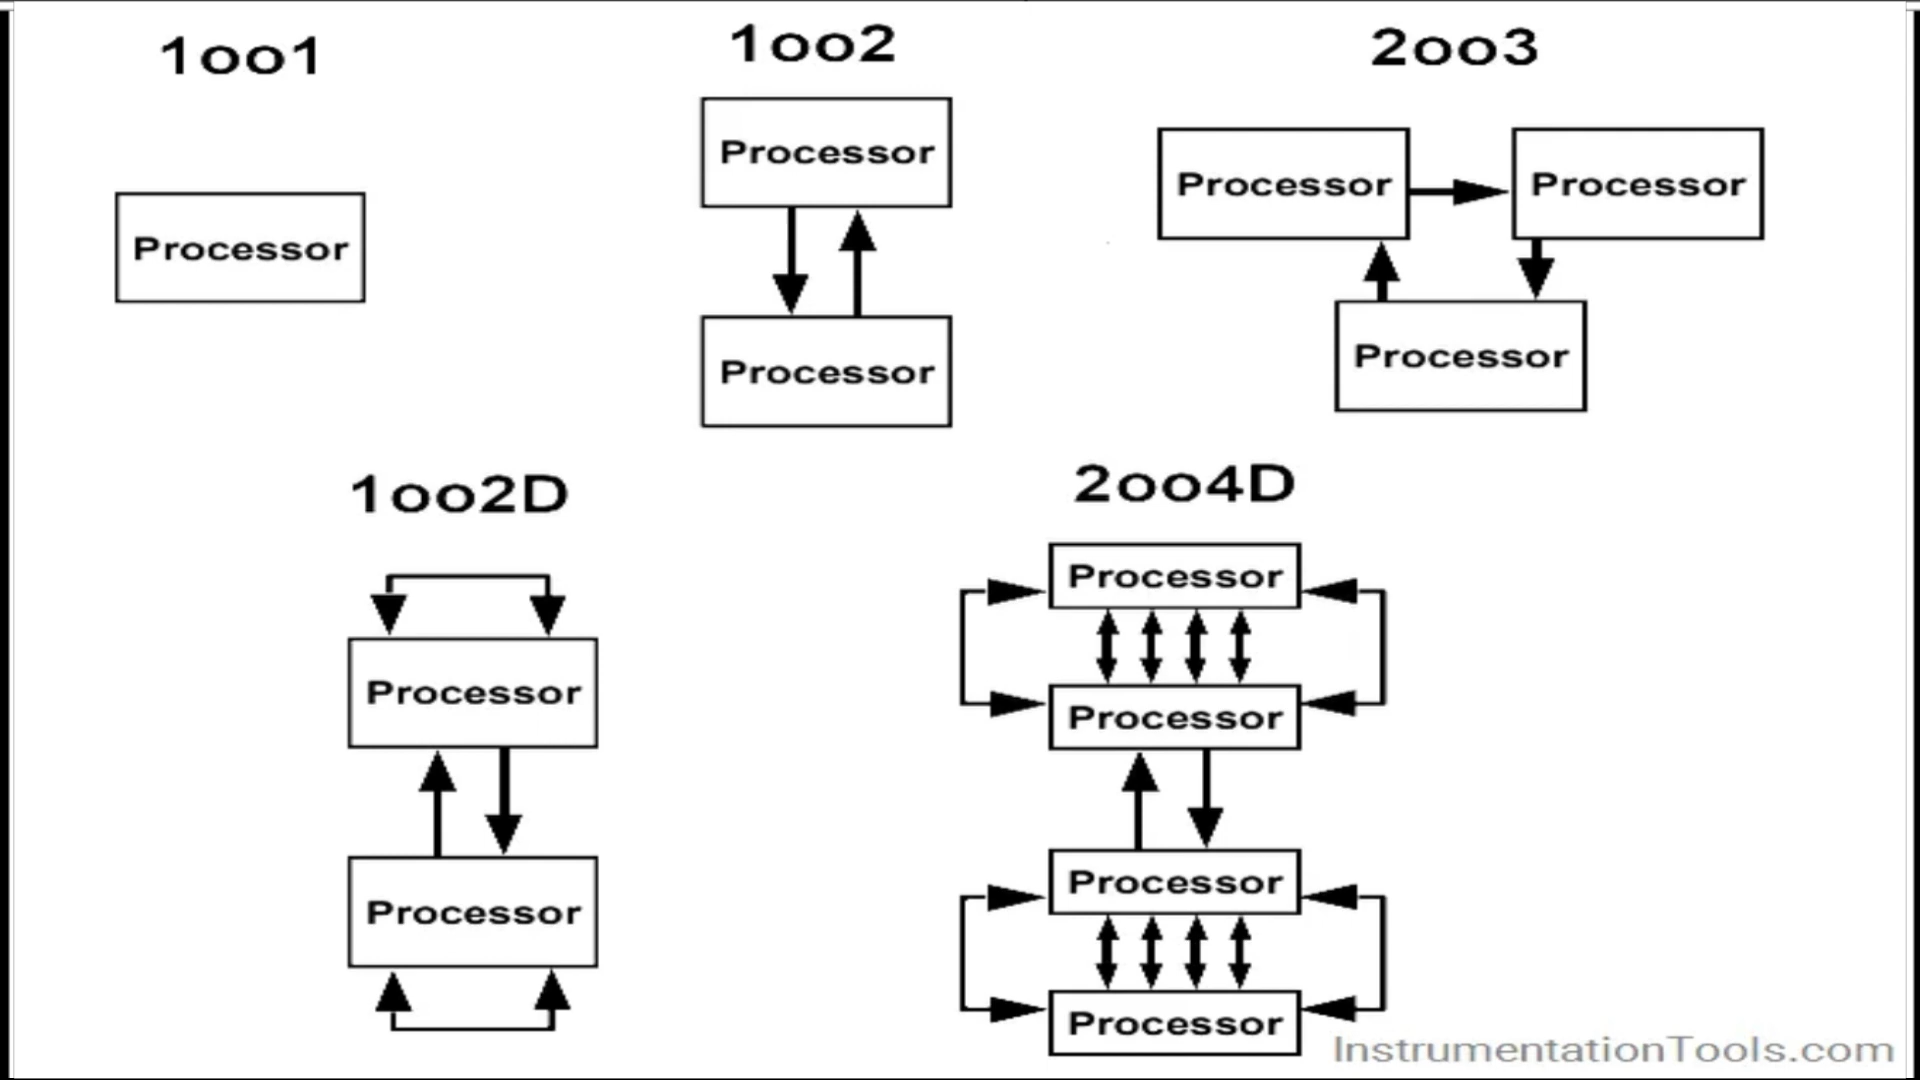 1oo1
Processor
1oo2
Processor
Processor
2oo3
Processor Processor
Processor
1oo2D
Processor
Processor
2oo4D
Processor
Processor
Processor
Processor
InstrumentationTools.com